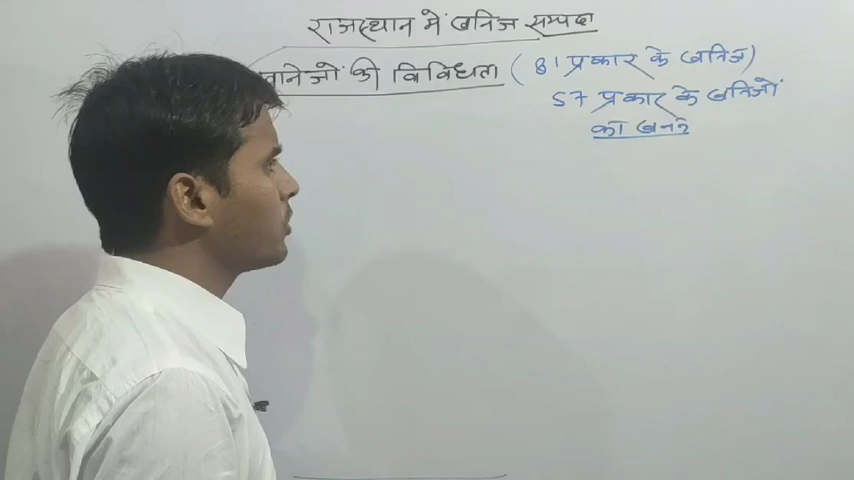 राजस्थान में खनिज सम्पदा
खनिजों की विविधता ( 81 प्रकार के खनिज)
57 प्रकार के खनिजों
का खनन